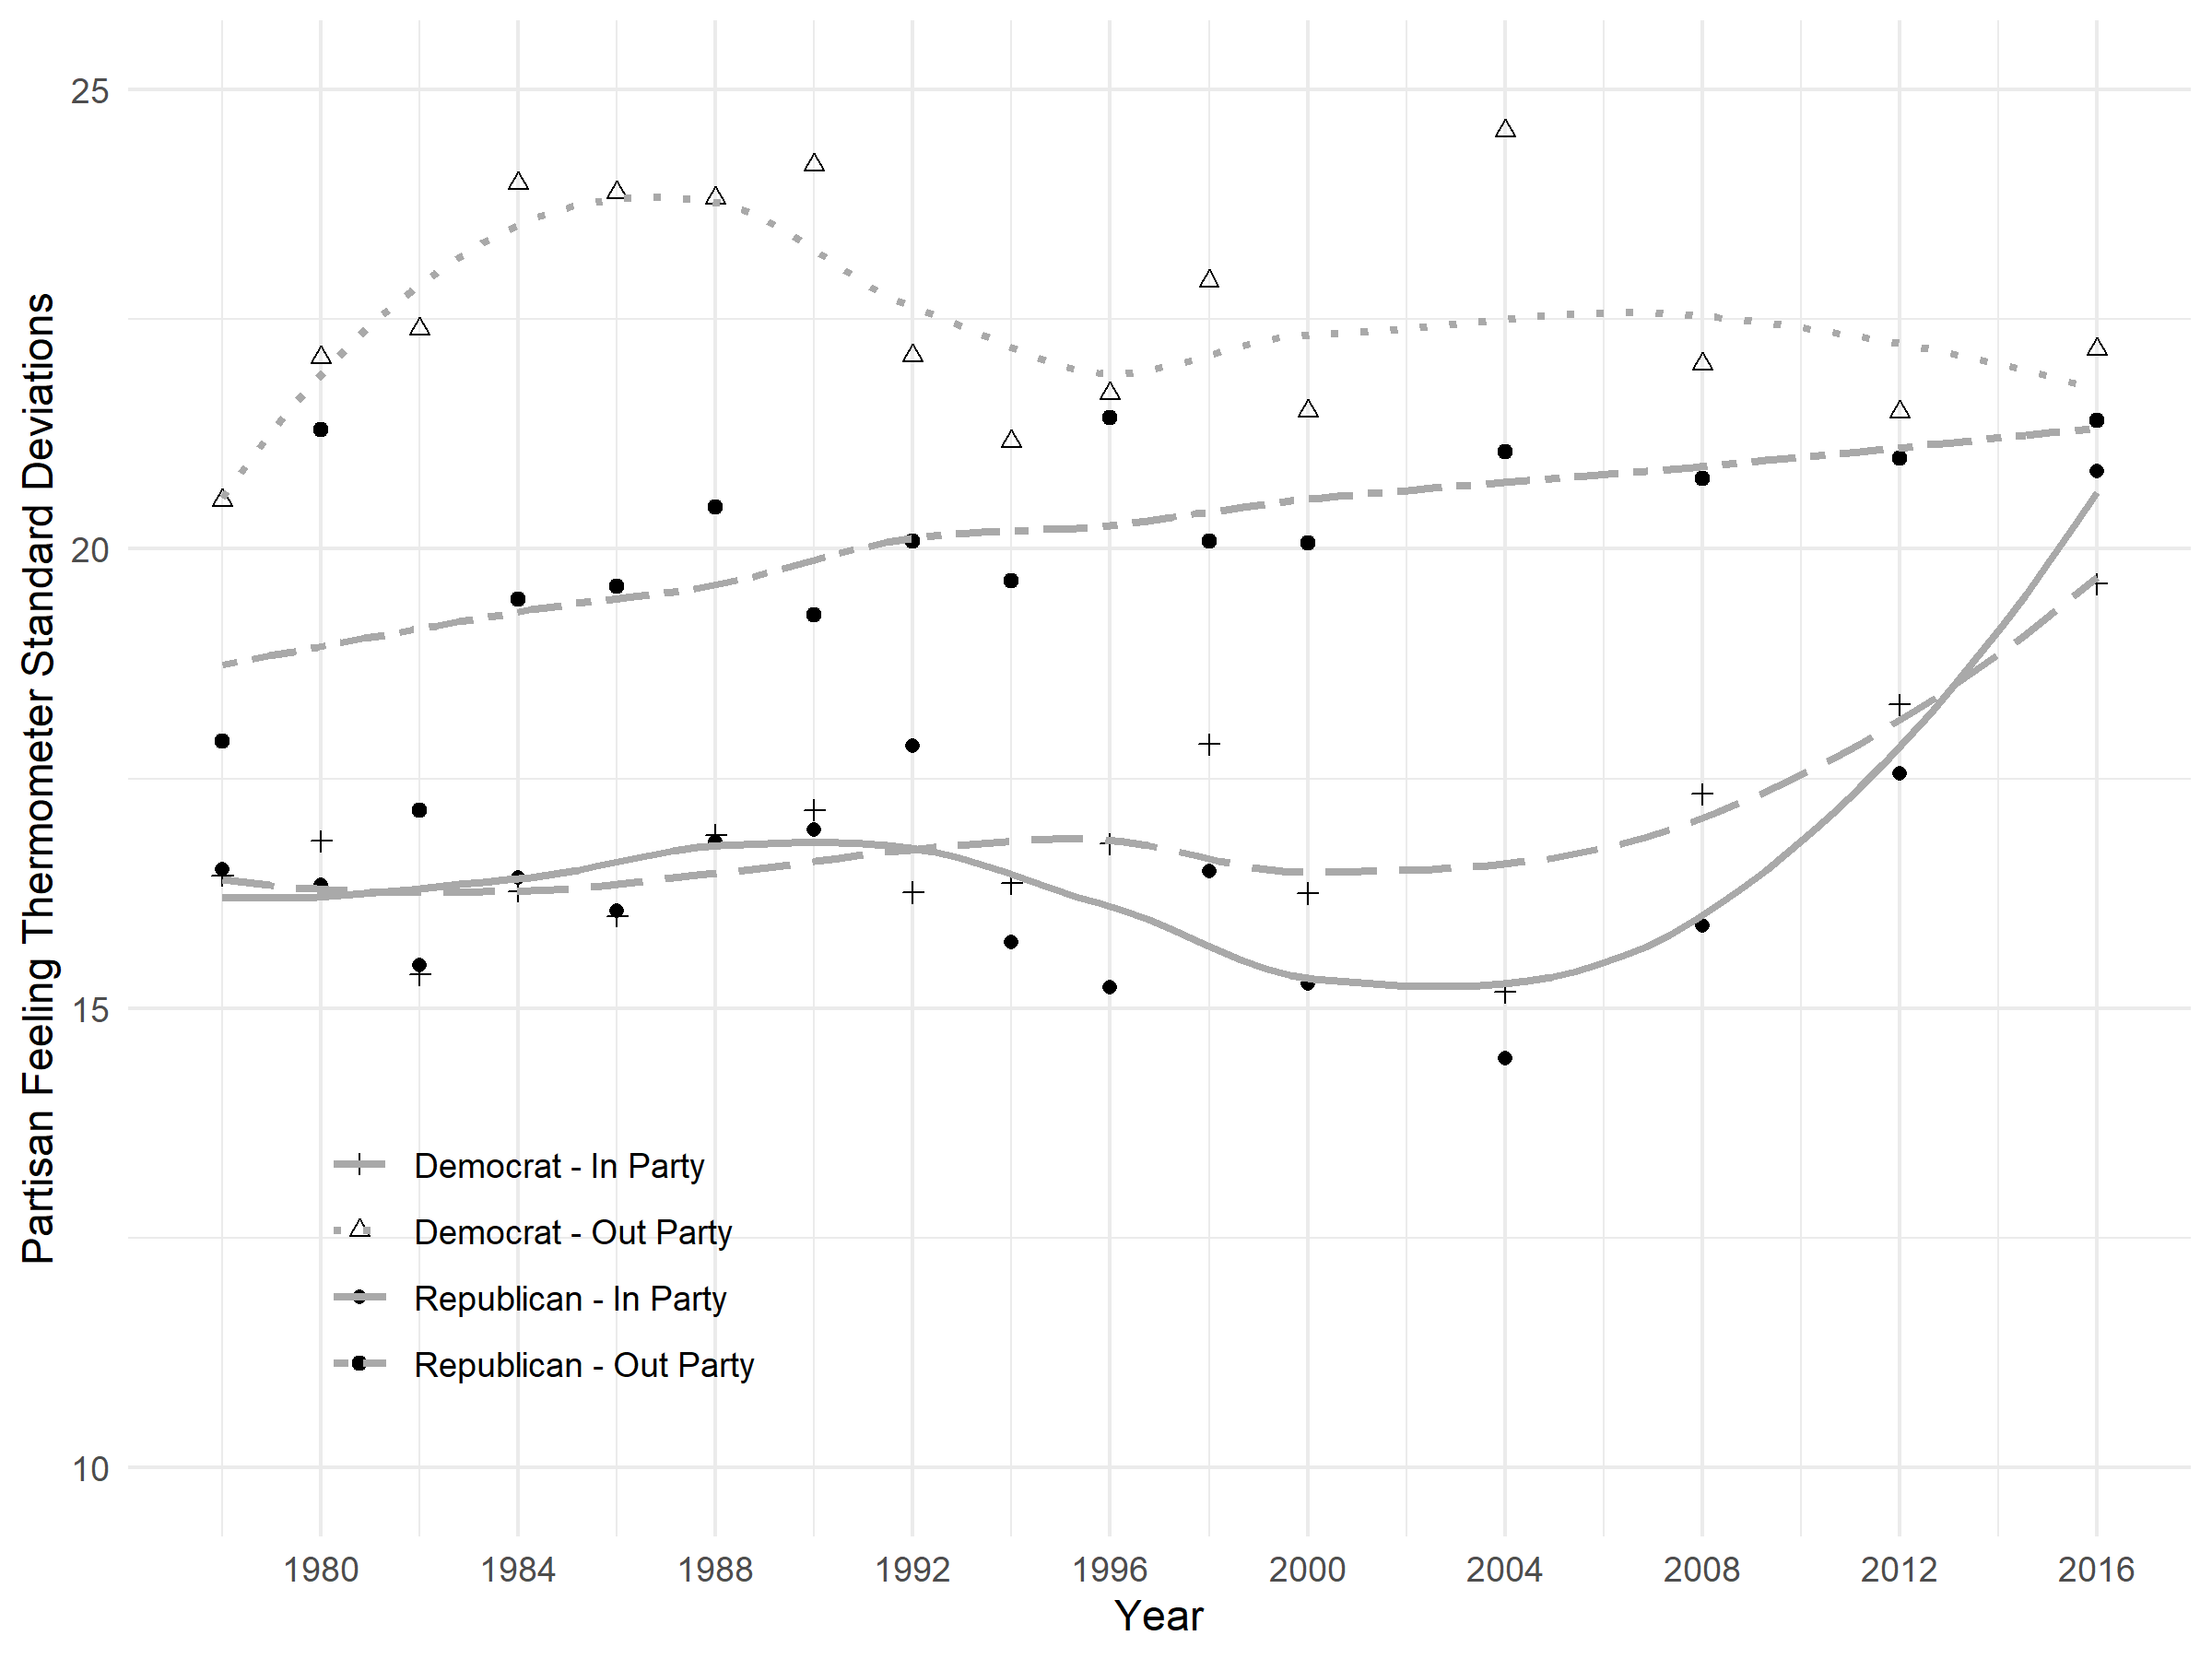 Partisan Feeling Thermometer Standard Deviations
25
20
15
10
Democrat - In Party
Democrat - Out Party
Republican - In Party
Republican - Out Party
1980 1984 1988 1992 1996 2000 2004 2008 2012 2016
Year